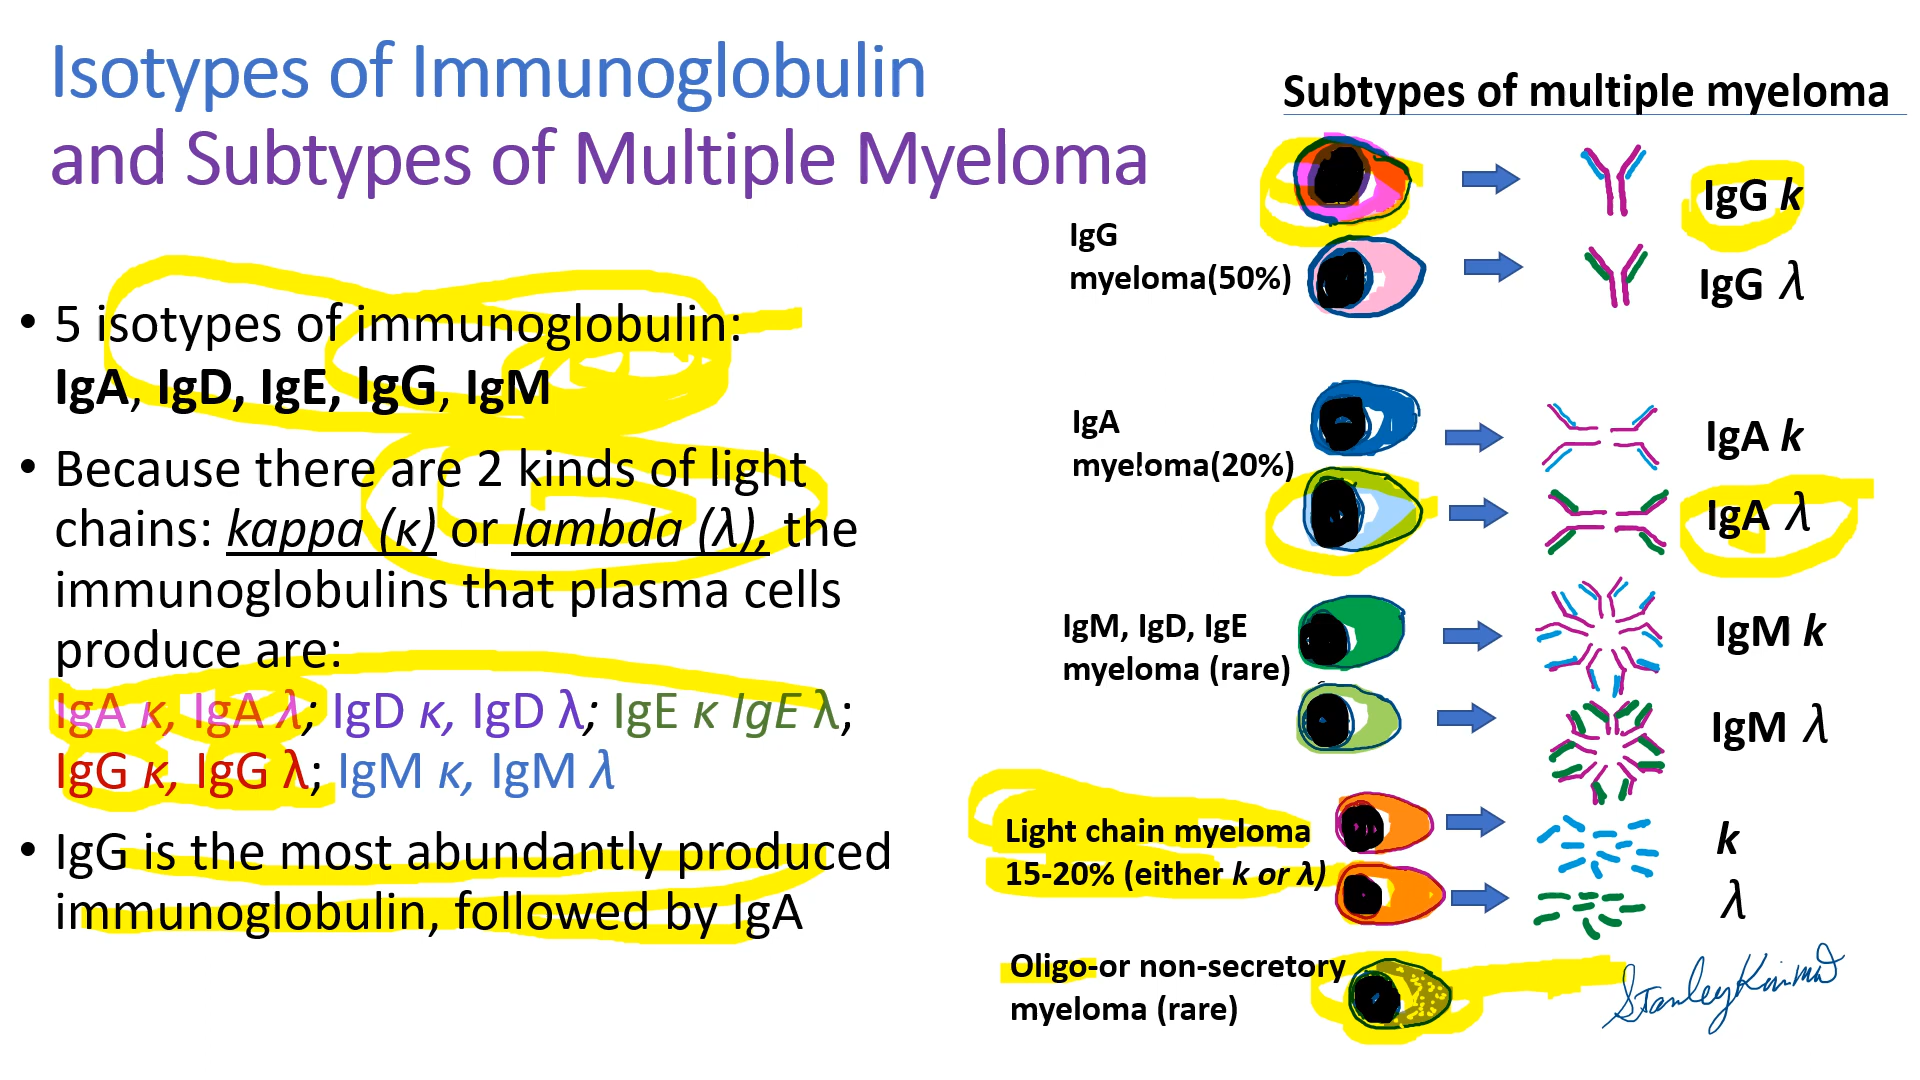 Isotypes of Immunoglobulin
and Subtypes of Multiple Myeloma
• 5 isotypes of immunoglobulin:
IgA, IgD, IgE, IgG, IgM
• Because there are 2 kinds of light
chains: kappa (κ) or lambda (λ), the
immunoglobulins that plasma cells
produce are:
IgA κ, IgA λ; IgD κ, IgD λ; IgE κ IgE λ;
IgG κ, IgG λ; IgM κ, IgM λ
• IgG is the most abundantly produced
immunoglobulin, followed by IgA
Subtypes of multiple myeloma
IgG
myeloma(50%)
IgG k
IgG λ
IgA
myeloma(20%)
IgA k
IgA λ
IgM, IgD, IgE
myeloma (rare)
IgM k
IgM λ
Light chain myeloma
15-20% (either k or λ)
k
λ
Oligo-or non-secretory
myeloma (rare)
Stanley Kim MD